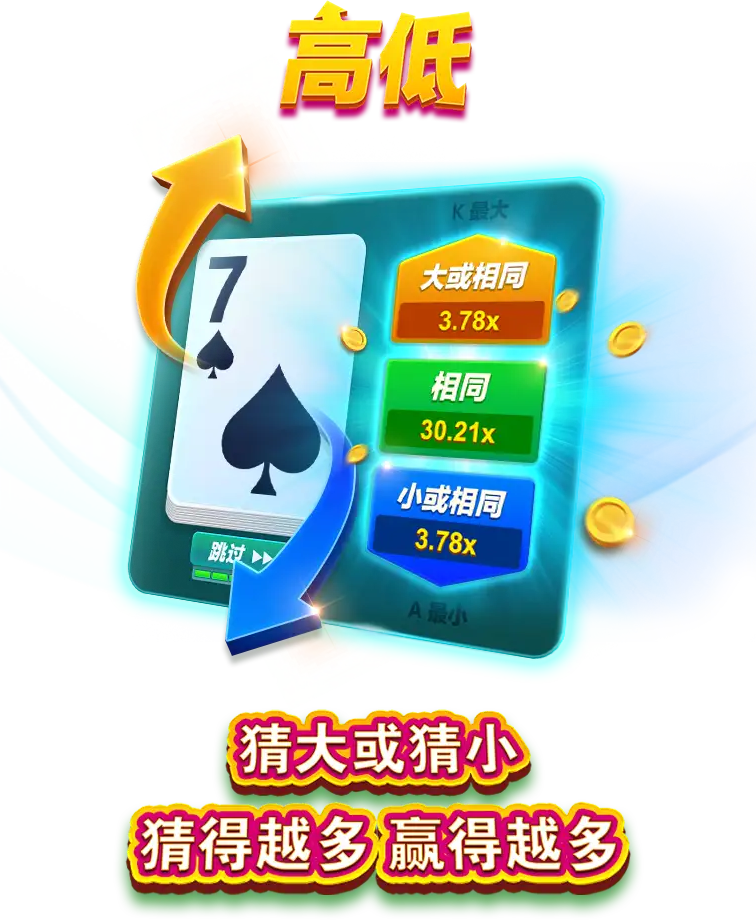 高低
K 最大
7
大或相同
3.78x
相同
30.21x
小或相同
3.78x
跳过
A 最小
猜大或猜小
猜得越多 赢得越多